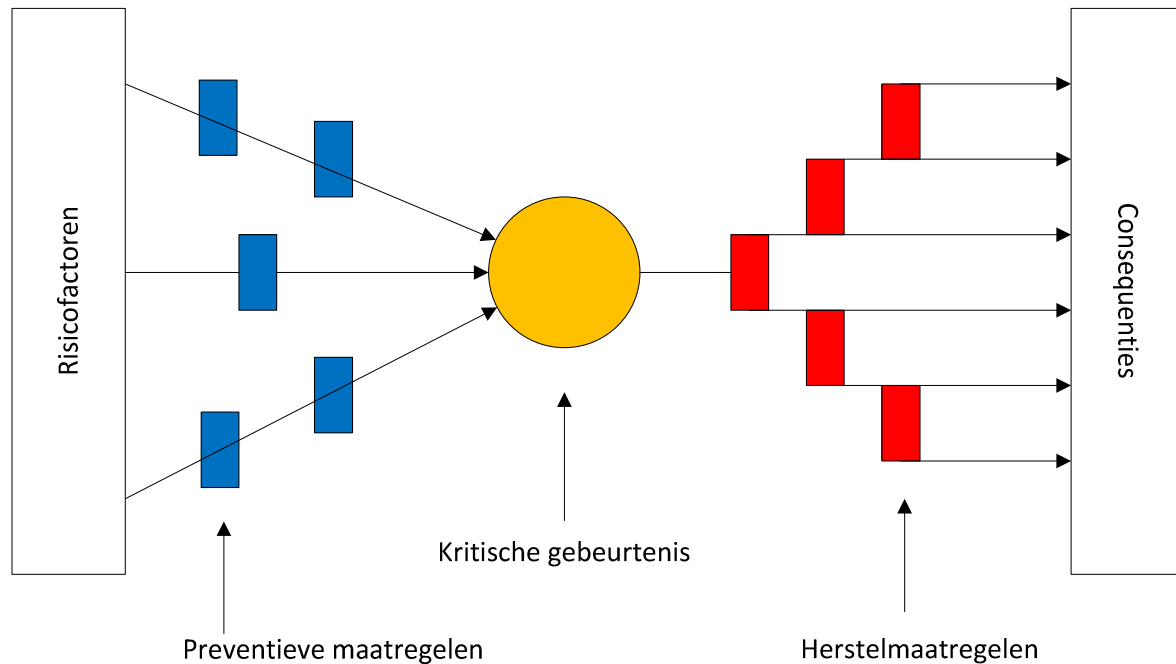 Risicofactoren
Consequenties
Kritische gebeurtenis
Preventieve maatregelen
Herstelmaatregelen